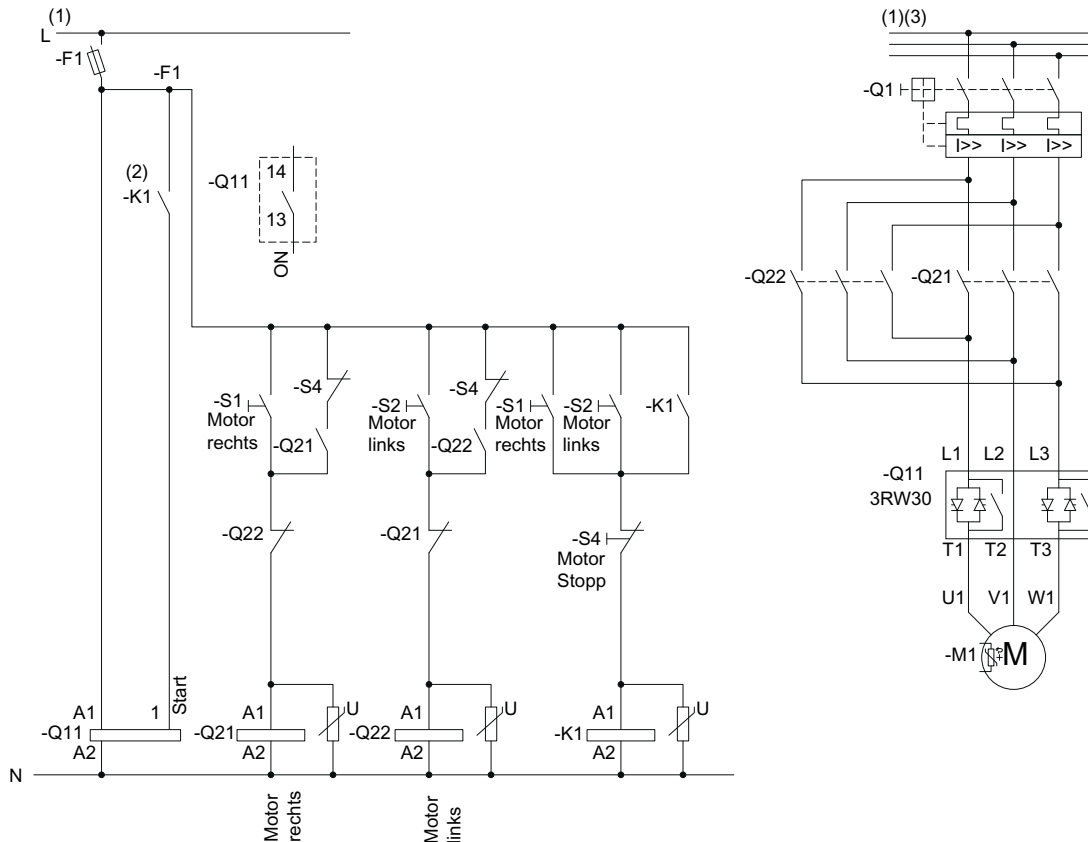 (1)
L
-F1
-F1
(2)
-K1
-Q11
14
13
ON
-S1
Motor
rechts
-S4
-Q21
-S2
Motor
links
-S4
-Q22
-S1
Motor
rechts
-S2
Motor
links
-K1
-Q22
-Q21
-S4
Motor
Stopp
A1
1
Start
-Q11
A2
A1
U
-Q21
A2
A1
U
-Q22
A2
A1
U
-K1
A2
N
Motor
rechts
Motor
links
(1)(3)
-Q1
I>>
I>>
I>>
-Q22
-Q21
L1
L2
L3
-Q11
3RW30
T1
T2
T3
U1
V1
W1
-M1
M